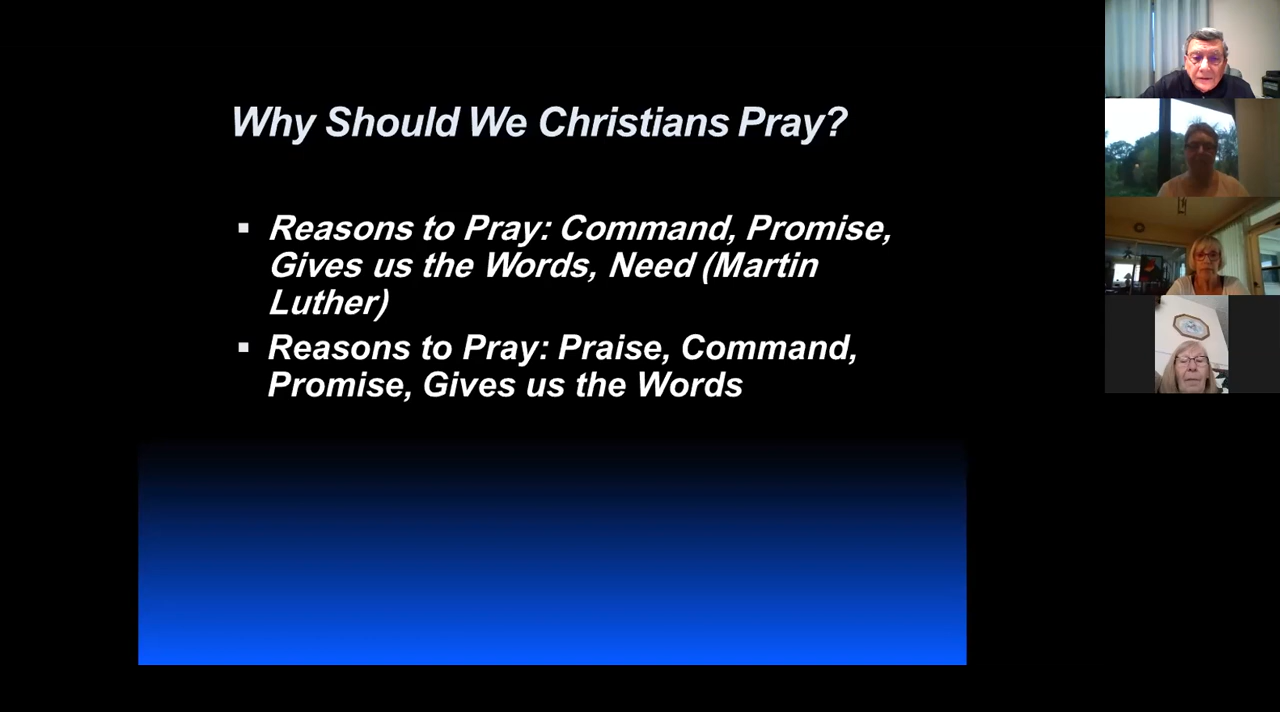 Why Should We Christians Pray?
▪ Reasons to Pray: Command, Promise,
Gives us the Words, Need (Martin
Luther)
▪ Reasons to Pray: Praise, Command,
Promise, Gives us the Words